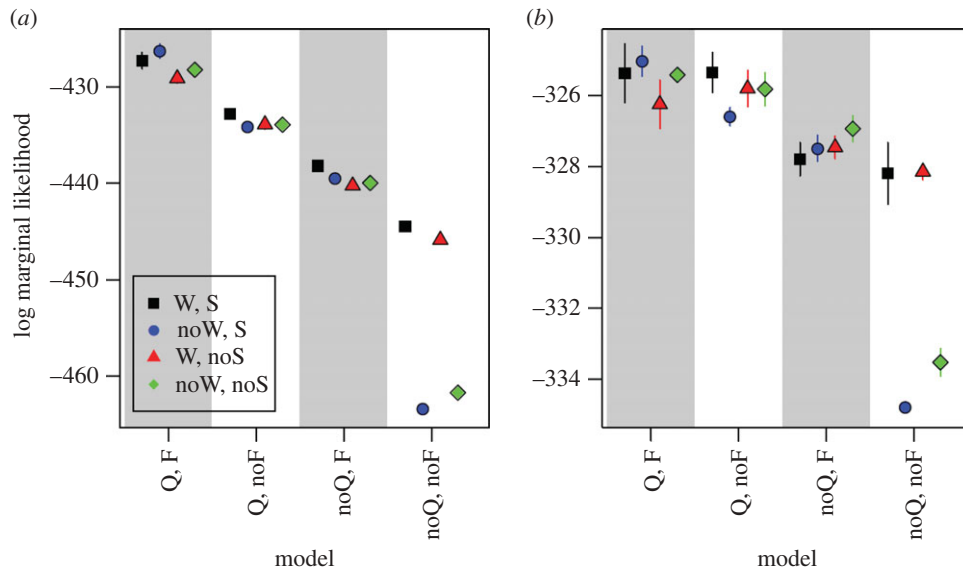 (a)
(b)
log marginal likelihood
−430
−440
−450
−460
W, S
noW, S
W, noS
noW, noS
Q, F
Q, noF
noQ, F
noQ, noF
model
−326
−328
−330
−332
−334
Q, F
Q, noF
noQ, F
noQ, noF
model